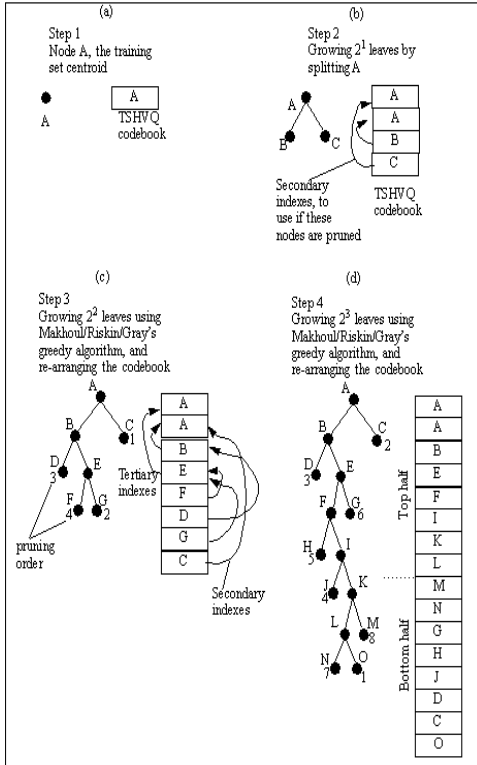 (a)
Step 1
Node A, the training
set centroid
A
A
TSHVQ
codebook
(b)
Step 2
Growing 2¹ leaves by
splitting A
A
B
C
A
A
B
C
Secondary
indexes, to
use if these
nodes are pruned
TSHVQ
codebook
(c)
Step 3
Growing 2² leaves using
Makhoul/Riskin/Gray's
greedy algorithm, and
re-arranging the codebook
A
B
C
1
D
3
E
F
4
G
2
pruning
order
Tertiary
indexes
A
A
B
E
F
D
G
C
Secondary
indexes
(d)
Step 4
Growing 2³ leaves using
Makhoul/Riskin/Gray's
greedy algorithm, and
re-arranging the codebook
A
B
C
2
D
3
E
F
G
6
H
5
I
J
4
K
L
M
8
N
7
O
1
Top half
Bottom half
A
A
B
E
F
I
K
L
M
N
G
H
J
D
C
O